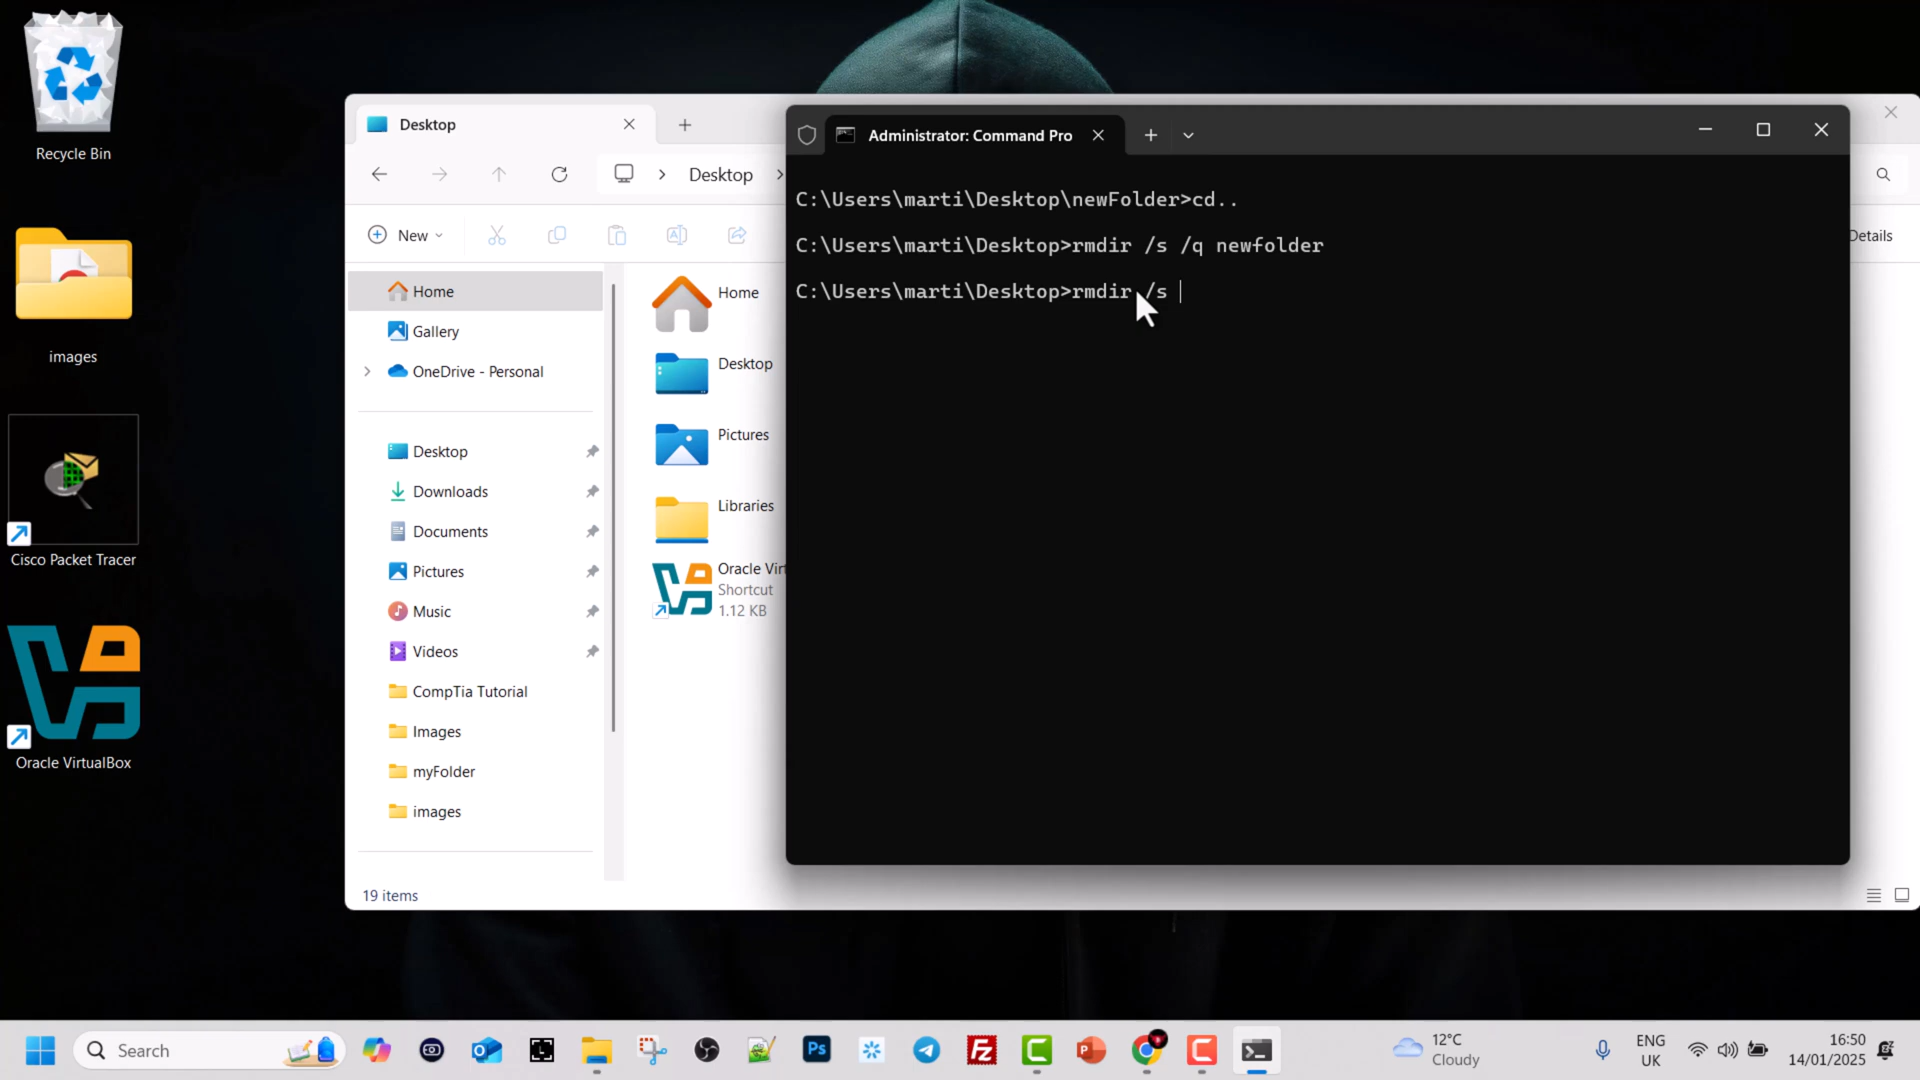 Recycle Bin
images
Cisco Packet Tracer
Oracle VirtualBox
Desktop
Desktop
New
Details
Home
Gallery
OneDrive - Personal
Desktop
Downloads
Documents
Pictures
Music
Videos
CompTia Tutorial
Images
myFolder
images
19 items
Home
Desktop
Pictures
Libraries
Oracle Virt
Shortcut
1.12 KB
Administrator: Command Pro
C:\Users\marti\Desktop\newFolder>cd..
C:\Users\marti\Desktop>rmdir /s /q newfolder
C:\Users\marti\Desktop>rmdir /s
Search
Ps
Fz
P
12°C
Cloudy
ENG
UK
16:50
14/01/2025